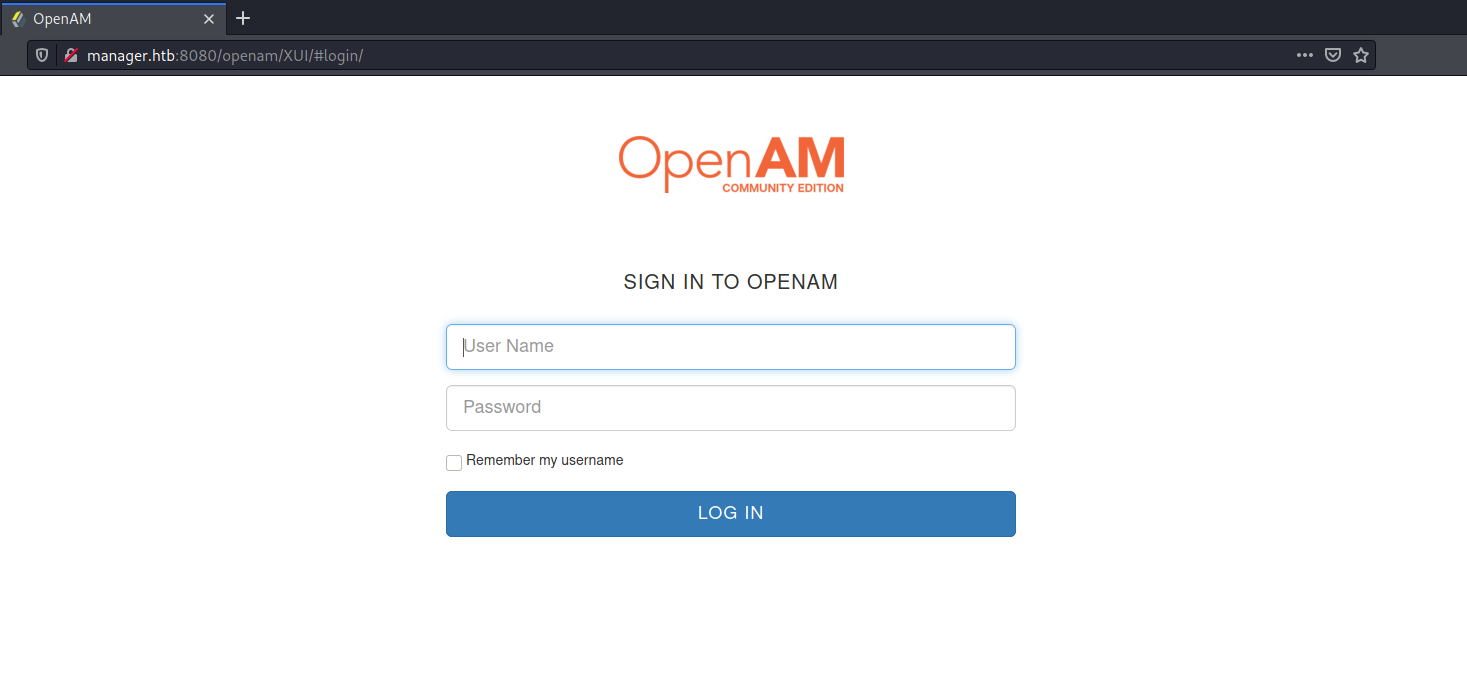 OpenAM
manager.htb:8080/openam/XUI/#login/
OpenAM
COMMUNITY EDITION
SIGN IN TO OPENAM
User Name
Password
Remember my username
LOG IN